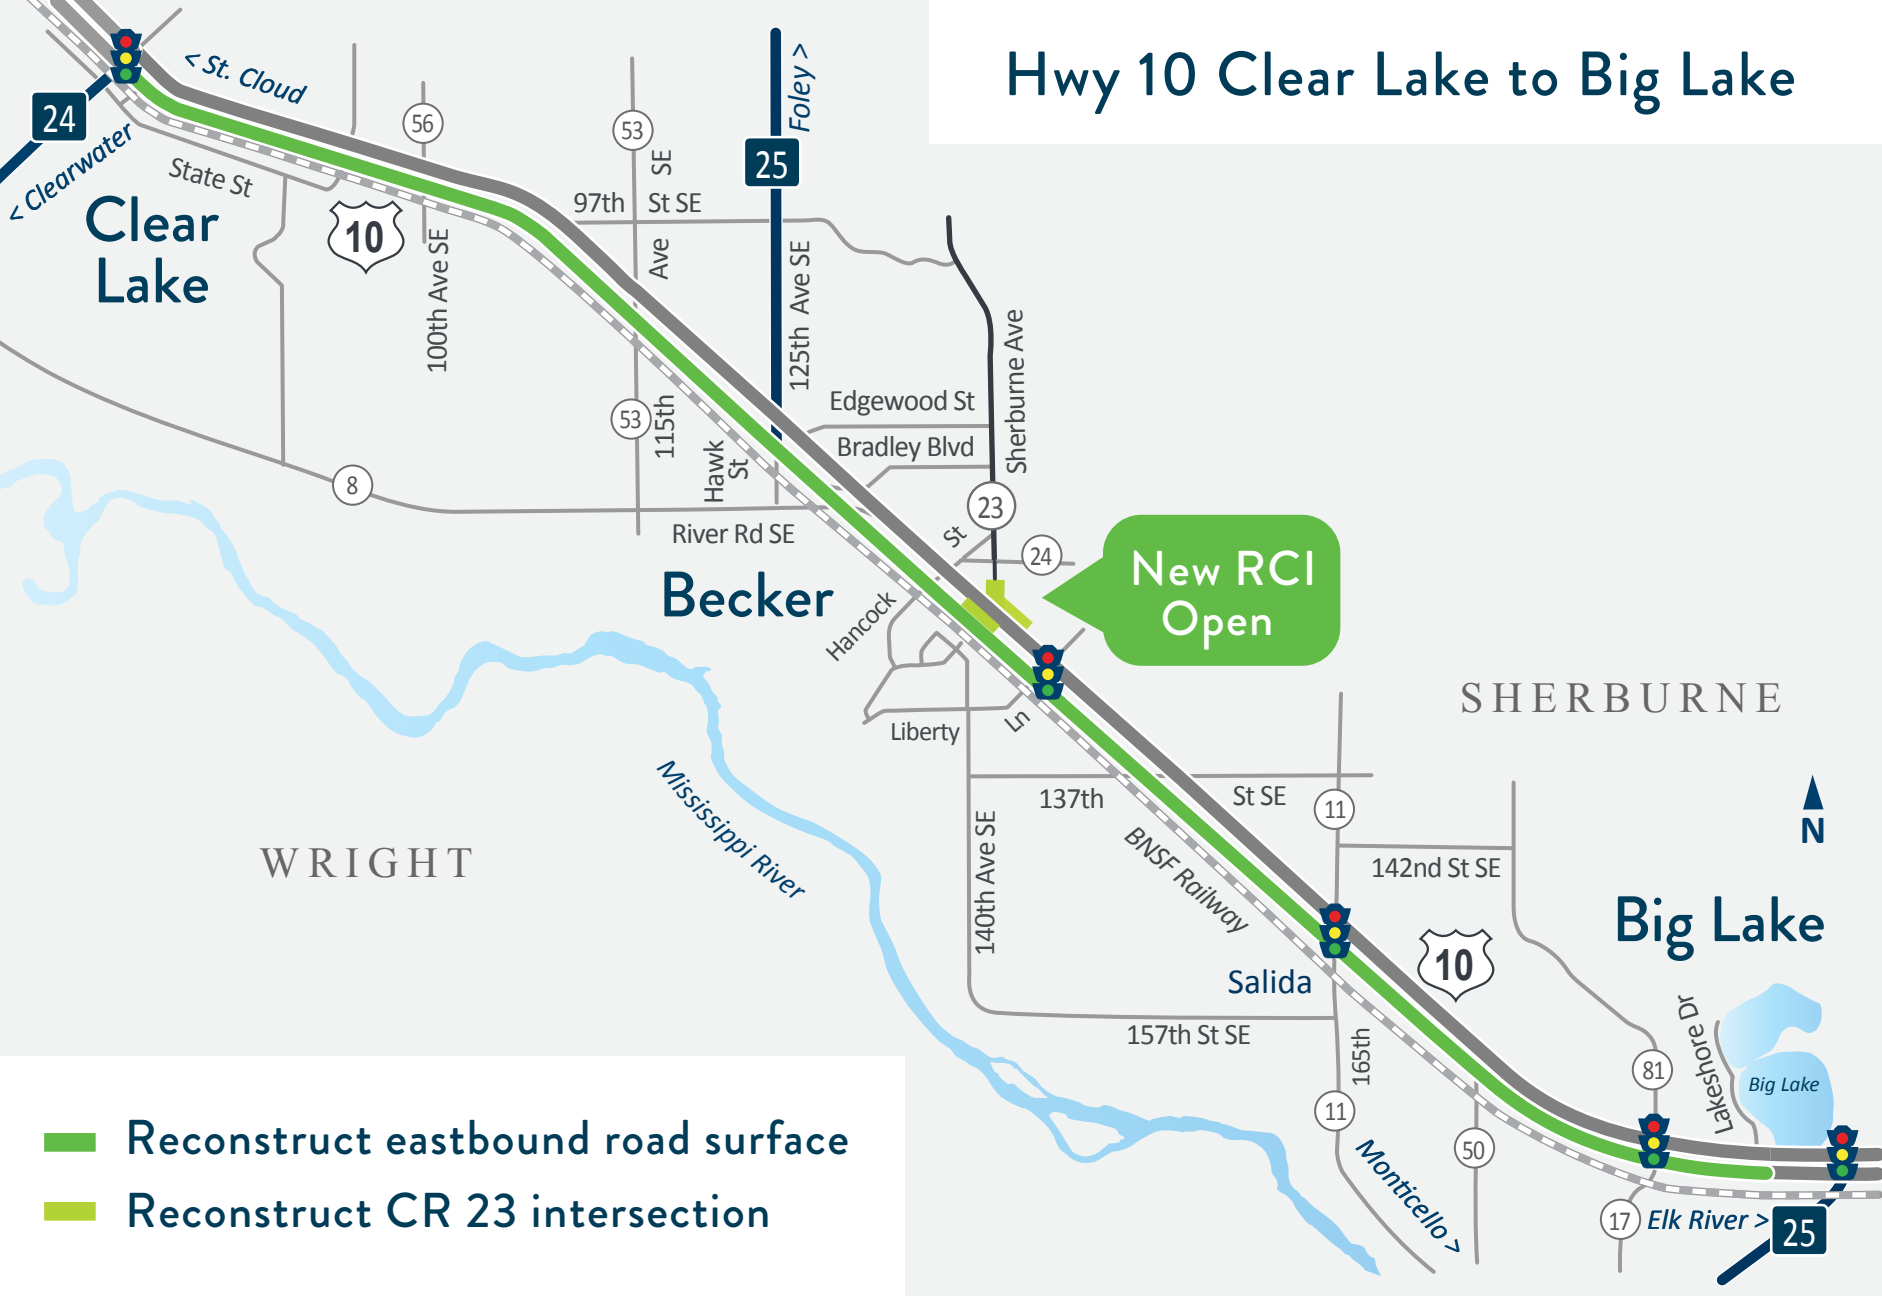 Hwy 10 Clear Lake to Big Lake
< St. Cloud
24
< Clearwater
State St
Clear
Lake
10
56
100th Ave SE
53
SE
97th
St SE
Ave
53
115th
Foley >
25
125th Ave SE
Edgewood St
Bradley Blvd
Sherburne Ave
Hawk
St
8
River Rd SE
23
St
24
Becker
Hancock
New RCI
Open
Liberty
Ln
SHERBURNE
WRIGHT
Mississippi River
137th
St SE
11
BNSF Railway
140th Ave SE
142nd St SE
N
Big Lake
10
Salida
157th St SE
165th
11
Monticello >
50
81
Lakeshore Dr
Big Lake
17
Elk River >
25
Reconstruct eastbound road surface
Reconstruct CR 23 intersection